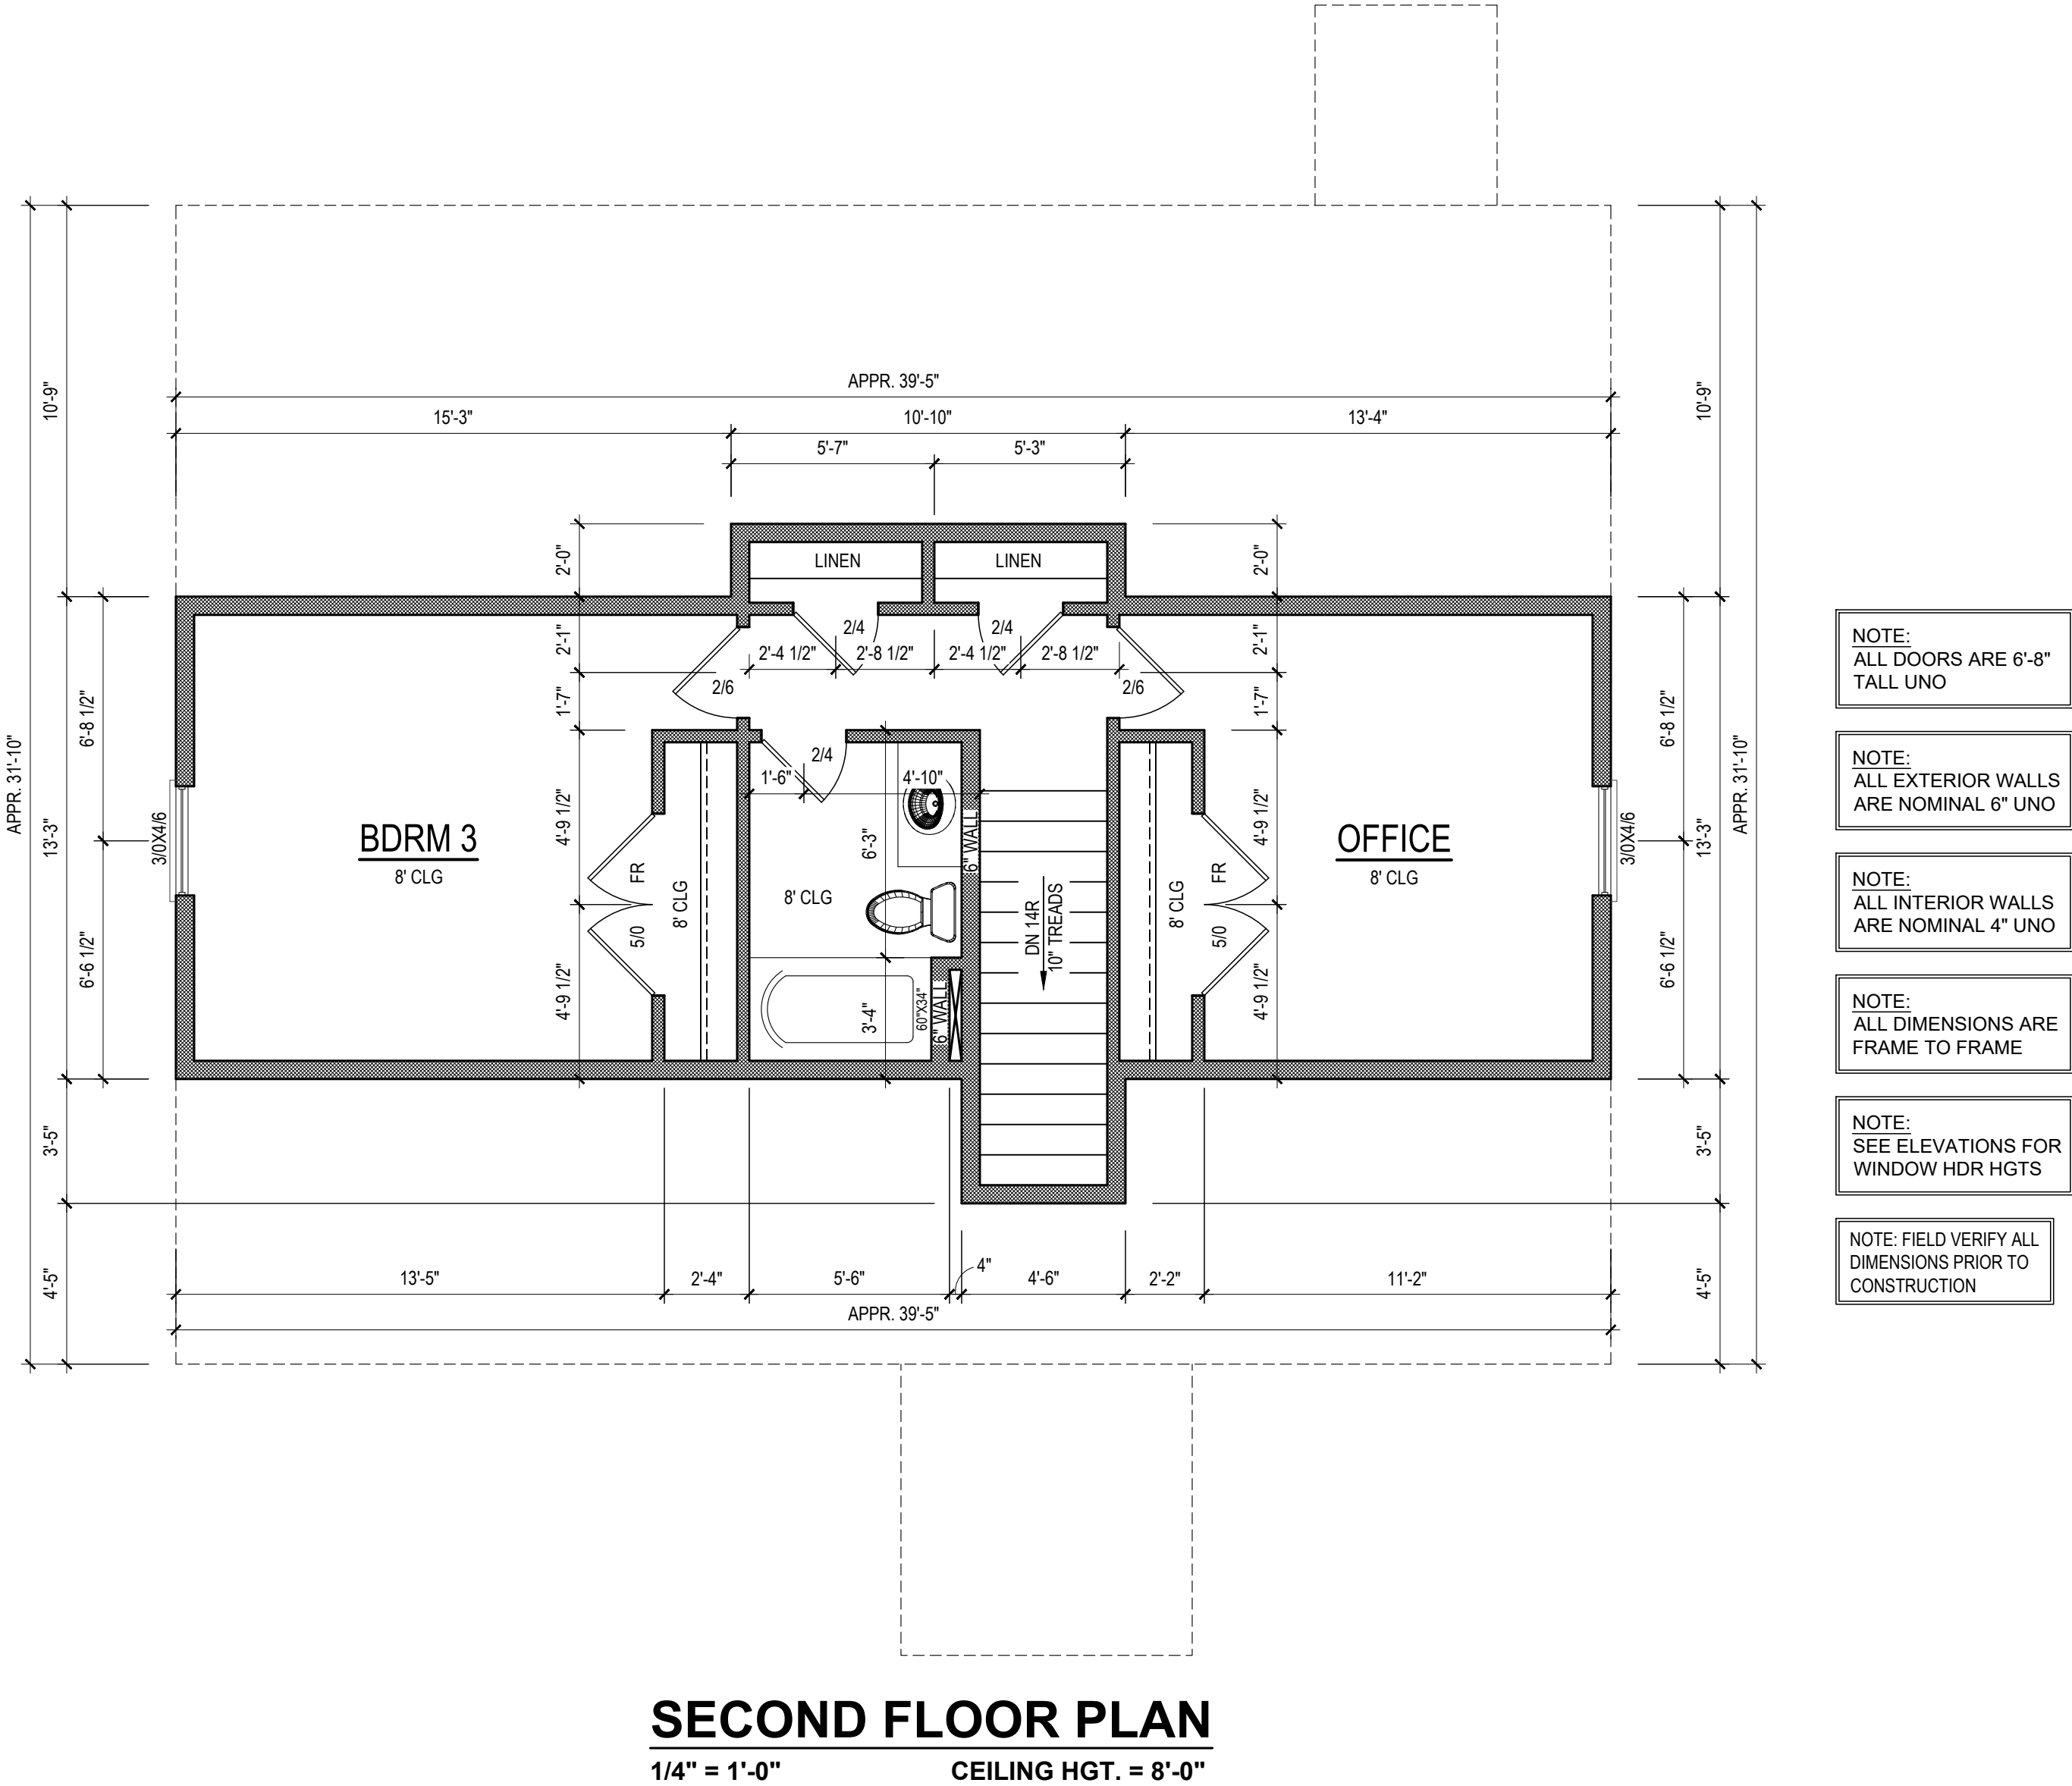 APPR. 39'-5"
15'-3"
10'-10"
13'-4"
5'-7"
5'-3"
10'-9"
10'-9"
2'-0"
LINEN
LINEN
2'-0"
2'-1"
2/4
2/4
2'-1"
2'-4 1/2"
2'-8 1/2"
2'-4 1/2"
2'-8 1/2"
2/6
2/6
1'-7"
1'-7"
6'-8 1/2"
6'-8 1/2"
APPR. 31'-10"
13'-3"
3/0X4/6
BDRM 3
8' CLG
4'-9 1/2"
FR
5/0
8' CLG
4'-9 1/2"
2/4
1'-6"
4'-10"
6'-3"
6" WALL
8' CLG
3'-4"
60"X34"
6" WALL
DN 14R
10" TREADS
8' CLG
FR
5/0
4'-9 1/2"
4'-9 1/2"
OFFICE
8' CLG
3/0X4/6
13'-3"
APPR. 31'-10"
6'-6 1/2"
6'-6 1/2"
3'-5"
3'-5"
4'-5"
4'-5"
13'-5"
2'-4"
5'-6"
4"
4'-6"
2'-2"
11'-2"
APPR. 39'-5"
NOTE:
ALL DOORS ARE 6'-8"
TALL UNO
NOTE:
ALL EXTERIOR WALLS
ARE NOMINAL 6" UNO
NOTE:
ALL INTERIOR WALLS
ARE NOMINAL 4" UNO
NOTE:
ALL DIMENSIONS ARE
FRAME TO FRAME
NOTE:
SEE ELEVATIONS FOR
WINDOW HDR HGTS
NOTE: FIELD VERIFY ALL
DIMENSIONS PRIOR TO
CONSTRUCTION
SECOND FLOOR PLAN
1/4" = 1'-0" CEILING HGT. = 8'-0"